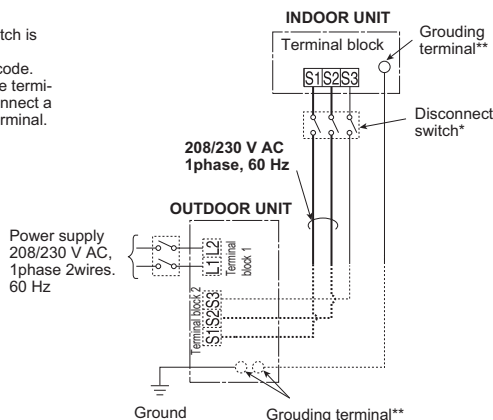 tch is
code.
e termi-
nnect a
rminal.
INDOOR UNIT
Terminal block
Grouding
terminal**
S1 S2 S3
Disconnect
switch*
208/230 V AC
1phase, 60 Hz
OUTDOOR UNIT
Power supply
208/230 V AC,
1phase 2wires.
60 Hz
L1 L2
Terminal
block 1
Terminal block 2
S1 S2 S3
Ground
Grouding terminal**